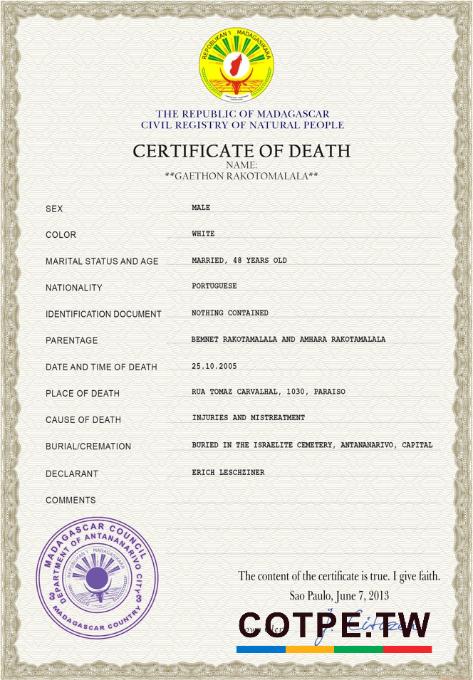 REPOBLIKAN'I MADAGASIKARA
THE REPUBLIC OF MADAGASCAR
CIVIL REGISTRY OF NATURAL PEOPLE
CERTIFICATE OF DEATH
NAME:
**GAETHON RAKOTOMALALA**
SEX MALE
COLOR WHITE
MARITAL STATUS AND AGE MARRIED, 48 YEARS OLD
NATIONALITY PORTUGUESE
IDENTIFICATION DOCUMENT NOTHING CONTAINED
PARENTAGE BEMNET RAKOTAMALALA AND AMHARA RAKOTAMALALA
DATE AND TIME OF DEATH 25.10.2005
PLACE OF DEATH RUA TOMAZ CARVALHAL, 1030, PARAISO
CAUSE OF DEATH INJURIES AND MISTREATMENT
BURIAL/CREMATION BURIED IN THE ISRAELITE CEMETERY, ANTANANARIVO, CAPITAL
DECLARANT ERICH LESCHZINER
COMMENTS
MADAGASCAR COUNCIL
DEPARTMENT OF ANTANANARIVO CITY
3 3
MADAGASCAR COUNTRY
The content of the certificate is true. I give faith.
Sao Paulo, June 7, 2013
COTPE.TW